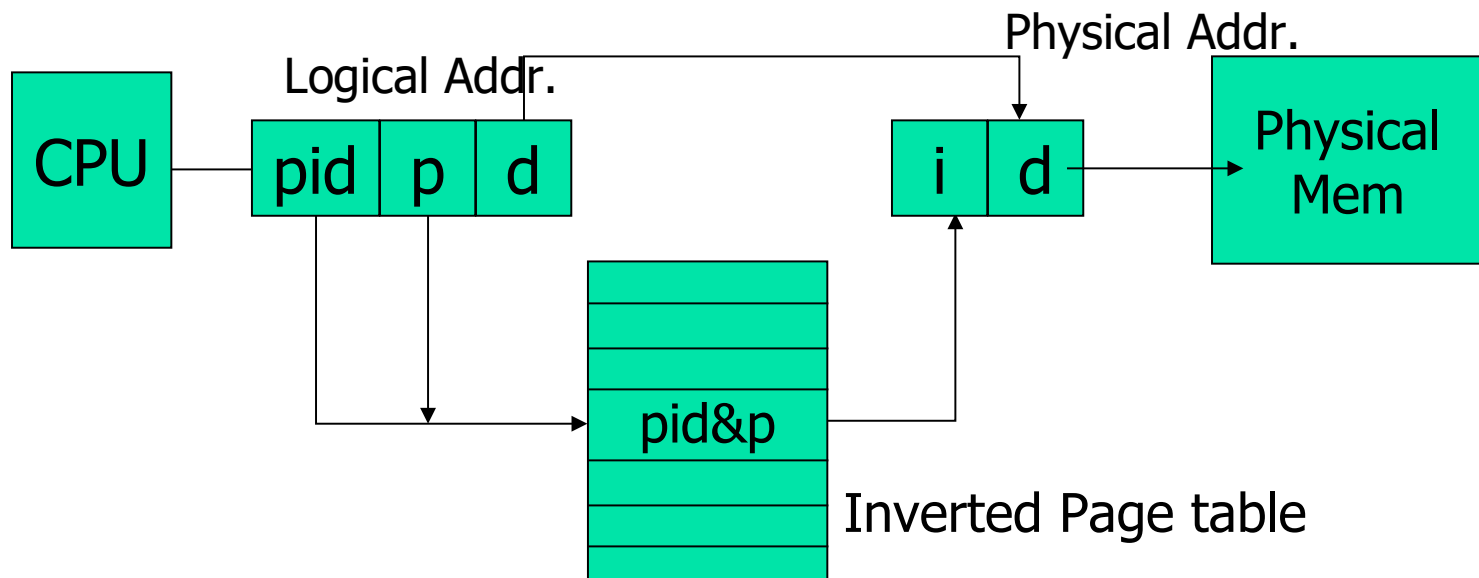 Logical Addr.
Physical Addr.
CPU
pid p d
i d
Physical
Mem
pid&p
Inverted Page table